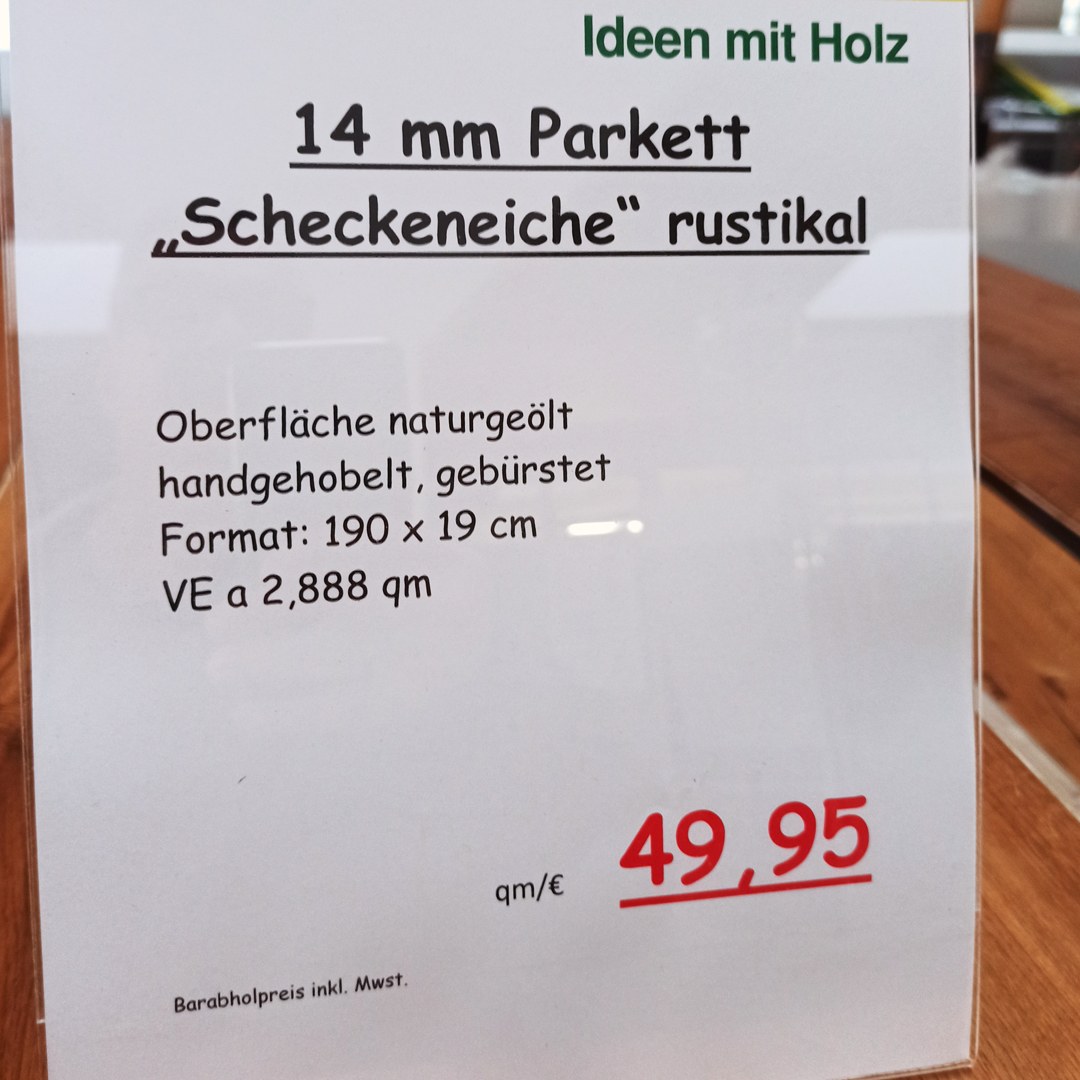 Ideen mit Holz
14 mm Parkett
„Scheckeneiche“ rustikal
Oberfläche naturgeölt
handgehobelt, gebürstet
Format: 190 x 19 cm
VE a 2,888 qm
qm/€ 49,95
Barabholpreis inkl. Mwst.